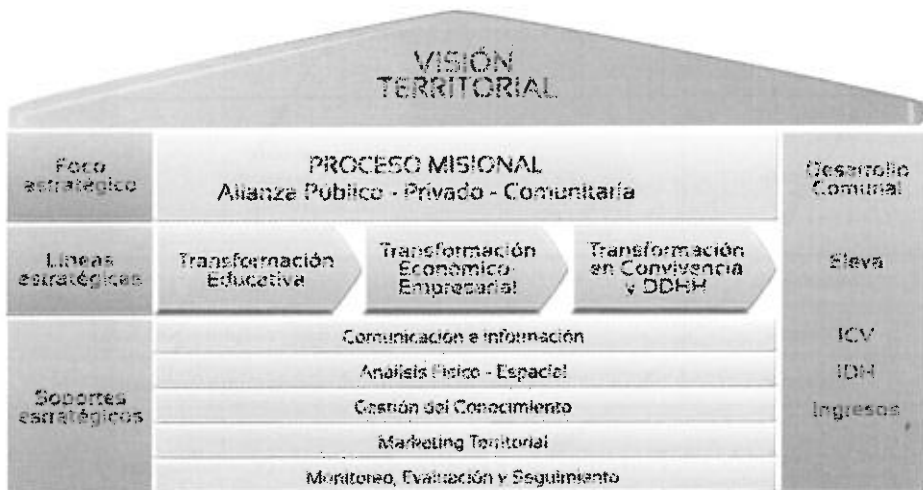 VISIÓN
TERRITORIAL
Foco
estratégico
PROCESO MISIONAL
Alianza Público - Privado - Comunitaria
Desarrollo
Comunal
Líneas
estratégicas
Transformación
Educativa
Transformación
Económico-
Empresarial
Transformación
en Convivencia
y DDHH
Eleva
Soportes
estratégicos
Comunicación e información
Análisis Físico - Espacial
Gestión del Conocimiento
Marketing Territorial
Monitoreo, Evaluación y Seguimiento
ICV
IDH
Ingresos